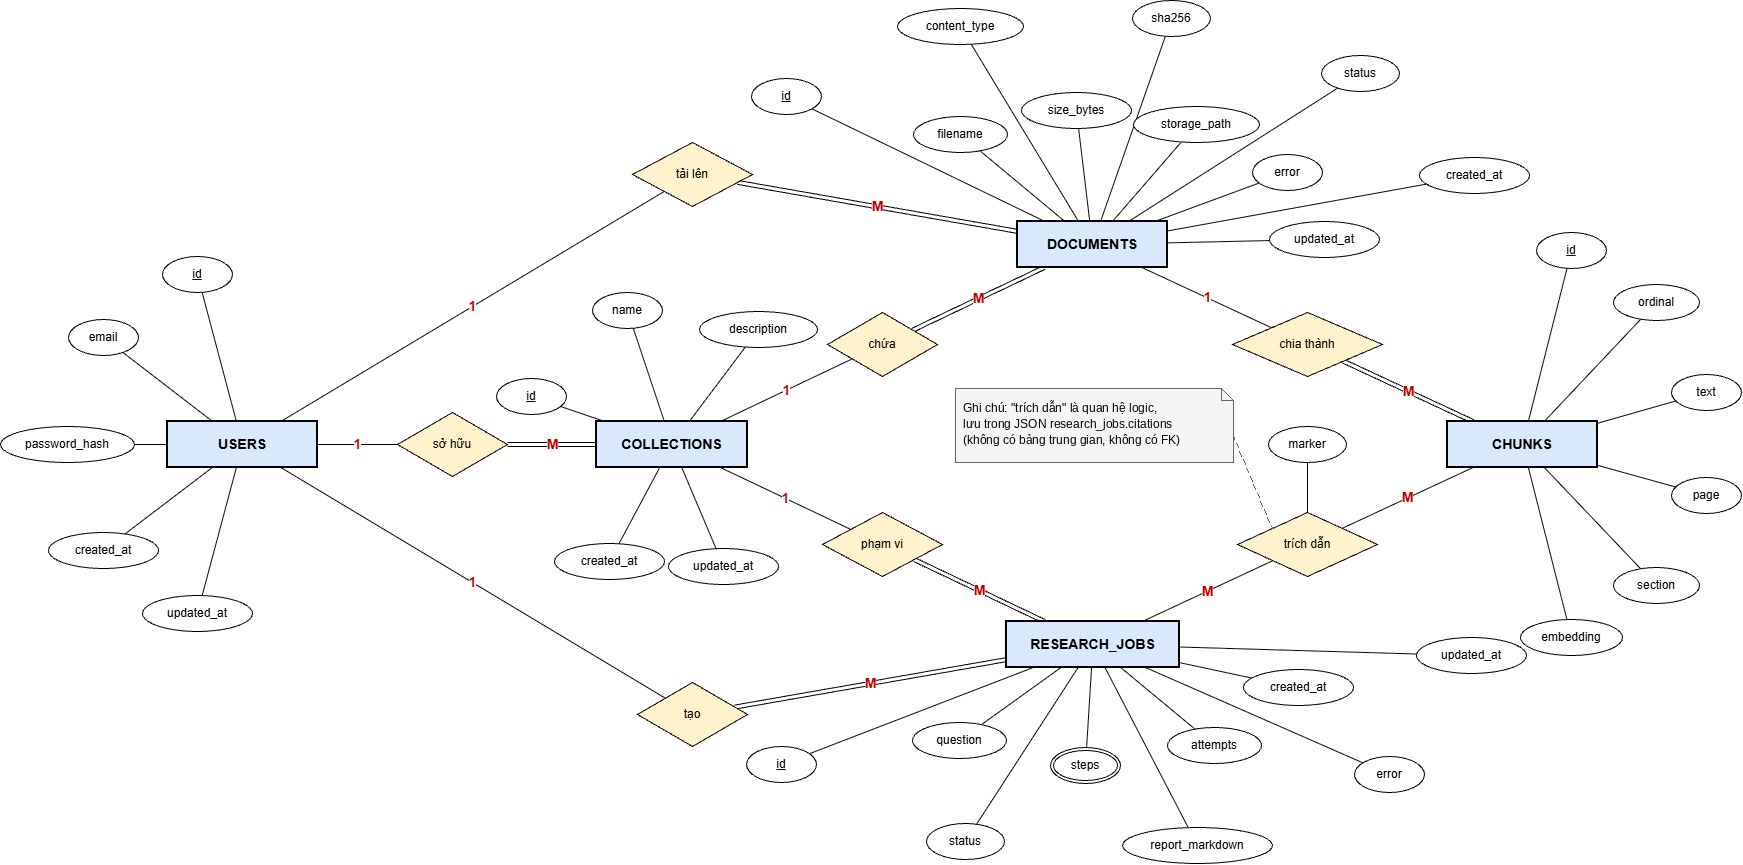 sha256
content_type
status
id
size_bytes
storage_path
filename
error
tải lên
created_at
M
updated_at
DOCUMENTS
id
id
1
M
ordinal
1
name
description
email
chứa
chia thành
1
M
text
id
Ghi chú: "trích dẫn" là quan hệ logic,
lưu trong JSON research_jobs.citations
(không có bảng trung gian, không có FK)
password_hash
USERS
1
sở hữu
M
COLLECTIONS
marker
CHUNKS
1
M
page
created_at
phạm vi
trích dẫn
created_at
updated_at
1
M
M
section
updated_at
embedding
RESEARCH_JOBS
updated_at
M
created_at
tạo
question
attempts
id
steps
error
status
report_markdown